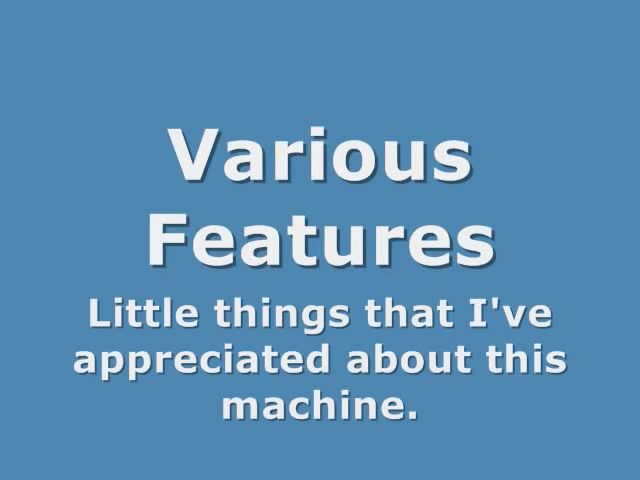 Various
Features
Little things that I've
appreciated about this
machine.